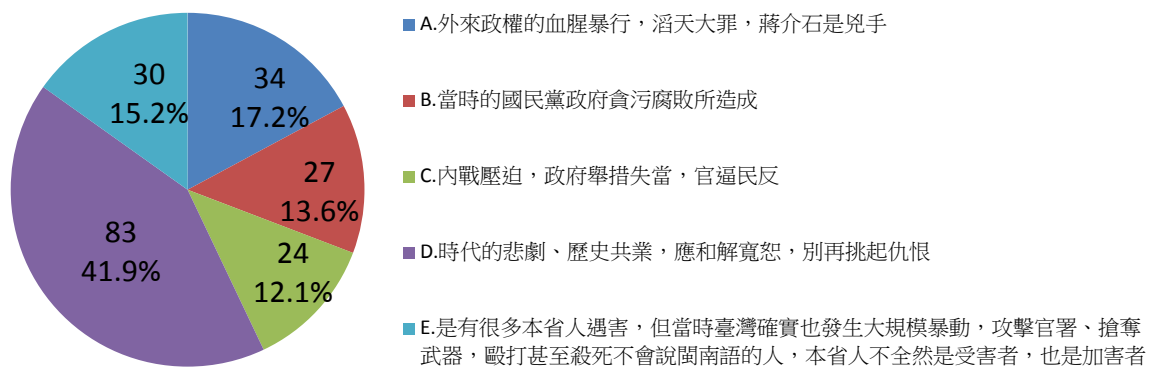 34
17.2%
27
13.6%
24
12.1%
83
41.9%
30
15.2%
A.外來政權的血腥暴行，滔天大罪，蔣介石是兇手
B.當時的國民黨政府貪污腐敗所造成
C.內戰壓迫，政府舉措失當，官逼民反
D.時代的悲劇、歷史共業，應和解寬恕，別再挑起仇恨
E.是有很多本省人遇害，但當時臺灣確實也發生大規模暴動，攻擊官署、搶奪
武器，毆打甚至殺死不會說閩南語的人，本省人不全然是受害者，也是加害者